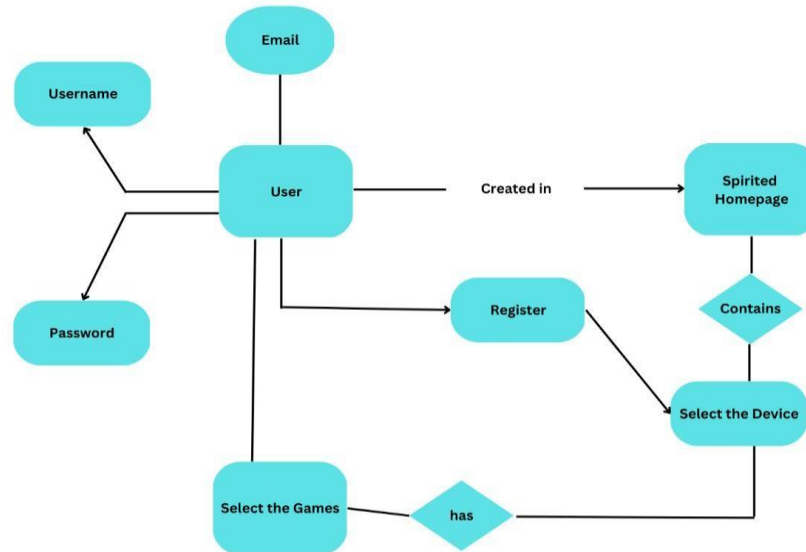 Email
Username
User
Created in
Spirited
Homepage
Password
Register
Contains
Select the Device
Select the Games
has